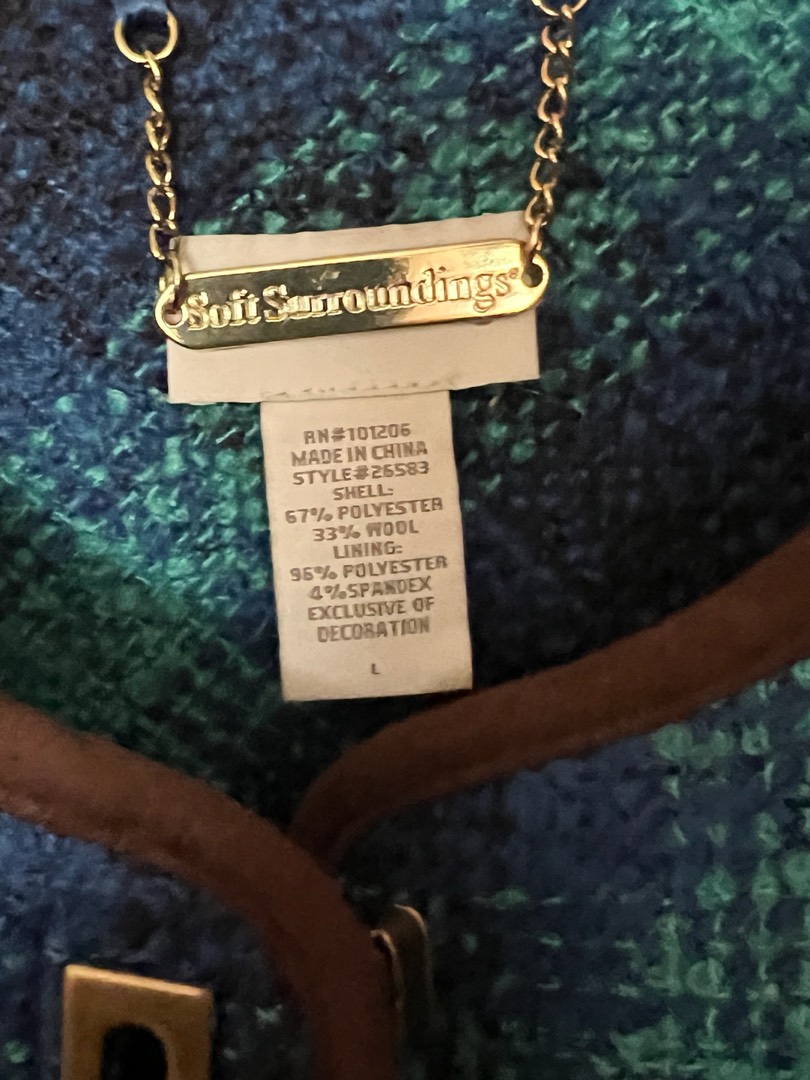 Soft Surroundings®
RN#101206
MADE IN CHINA
STYLE#26583
SHELL:
67% POLYESTER
33% WOOL
LINING:
96% POLYESTER
4%SPANDEX
EXCLUSIVE OF
DECORATION
L